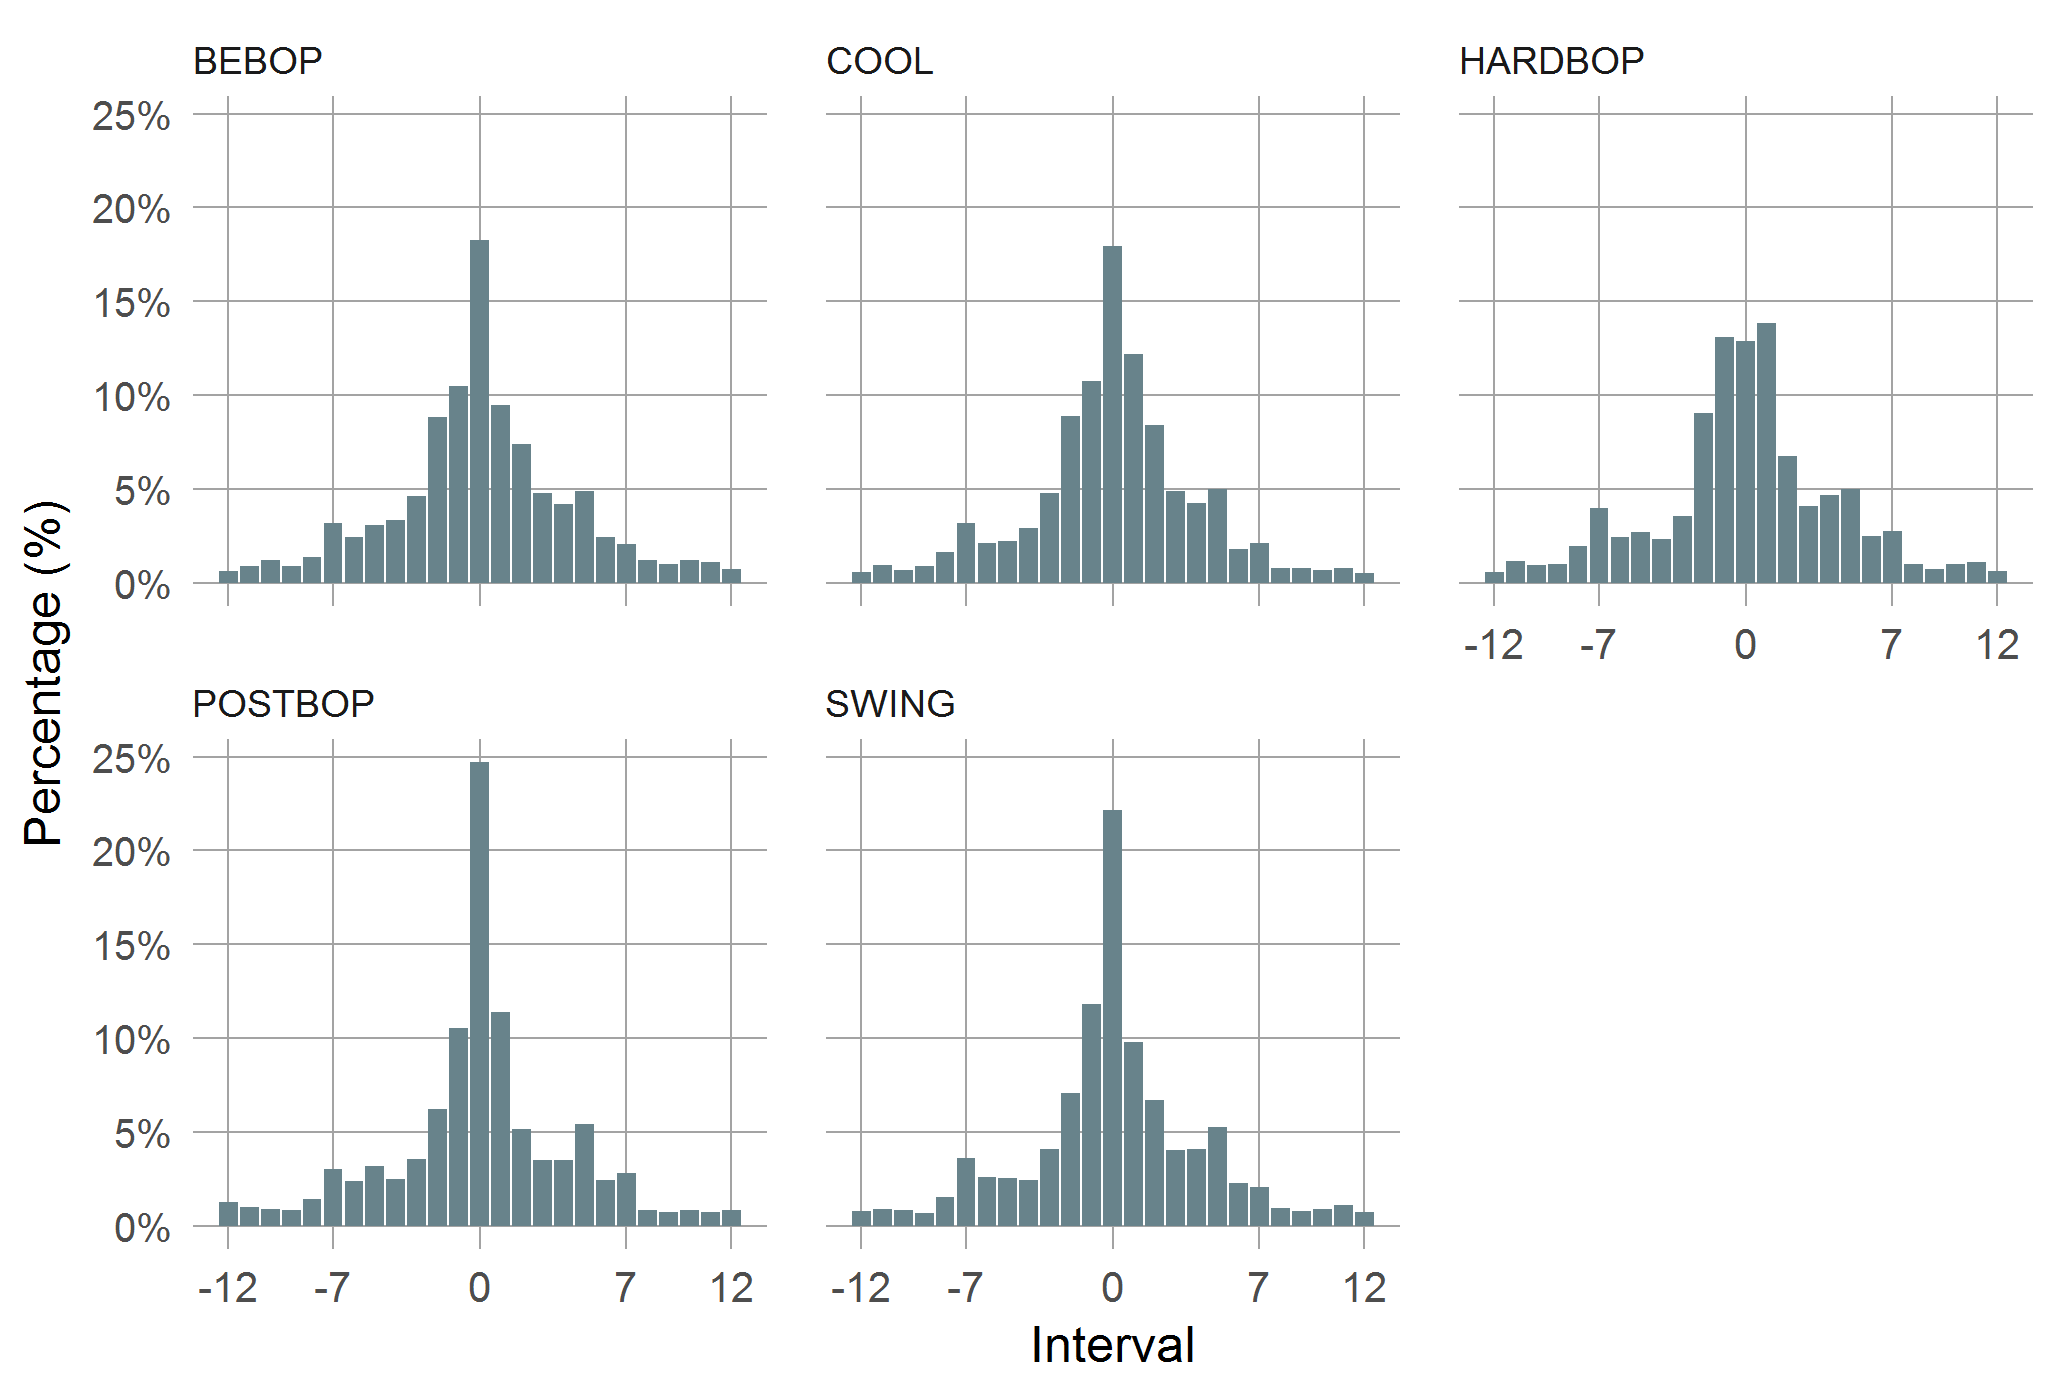 BEBOP
COOL
HARDBOP
25%
20%
15%
10%
5%
0%
-12 -7 0 7 12
Percentage (%)
POSTBOP
SWING
25%
20%
15%
10%
5%
0%
-12 -7 0 7 12
-12 -7 0 7 12
Interval